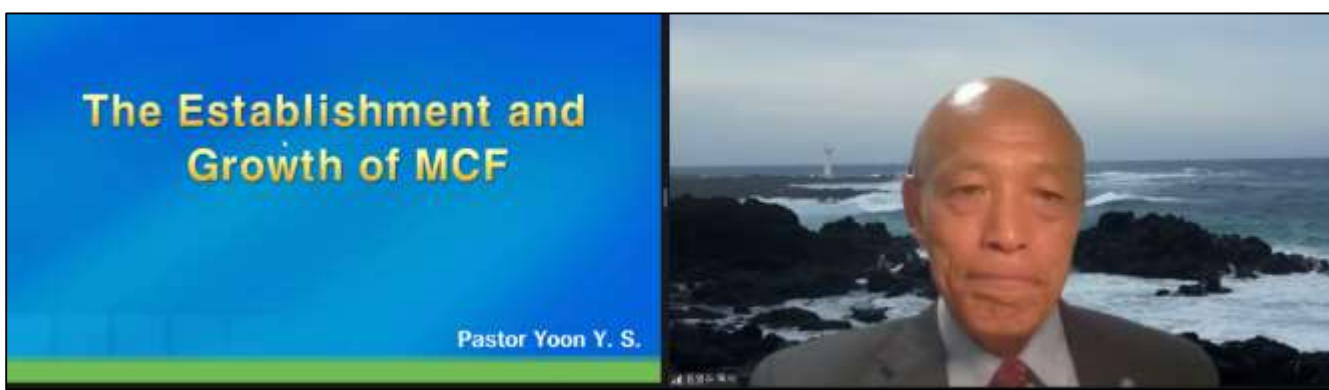 The Establishment and
Growth of MCF
Pastor Yoon Y. S.